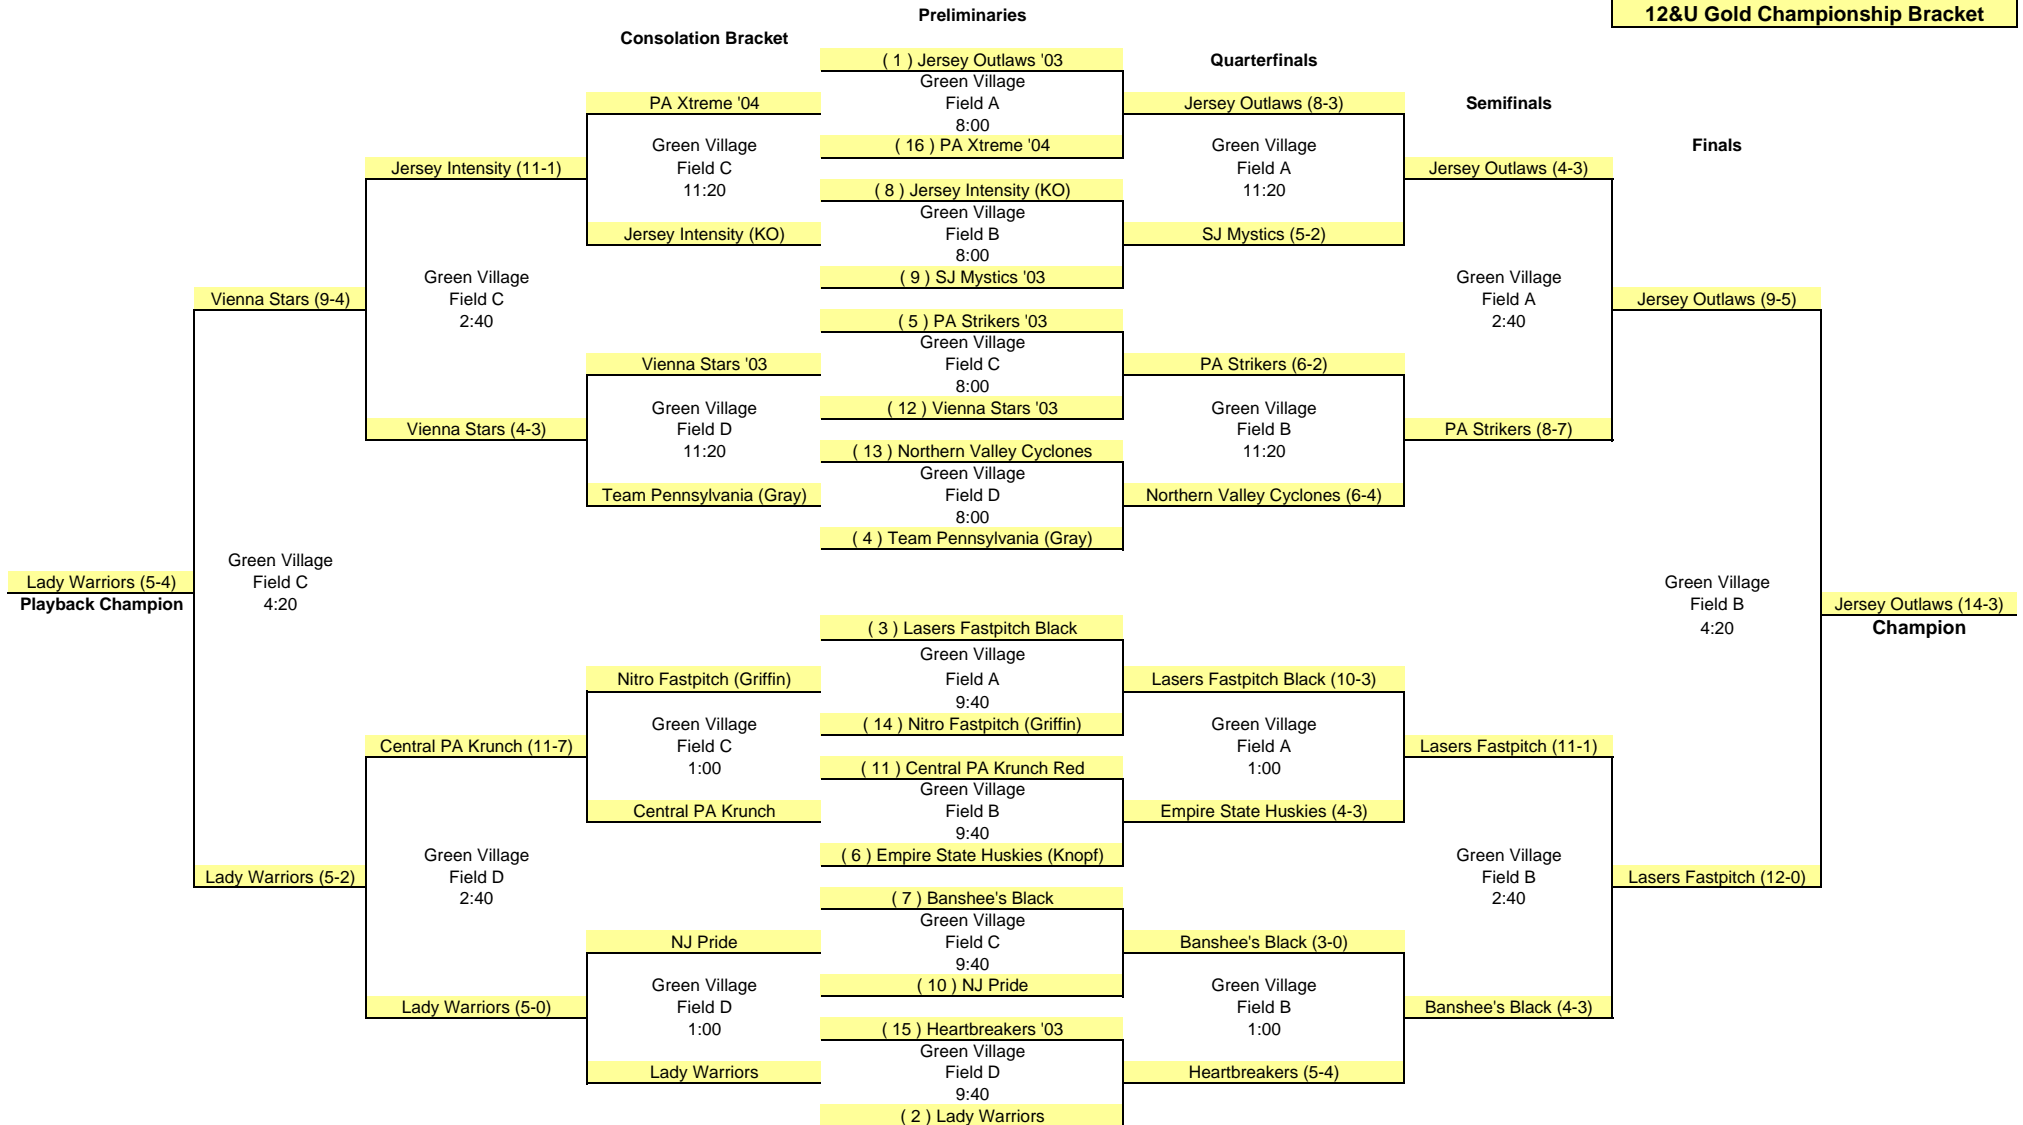 Preliminaries
12&U Gold Championship Bracket
Consolation Bracket
( 1 ) Jersey Outlaws '03
Quarterfinals
Green Village
PA Xtreme '04
Field A
Jersey Outlaws (8-3)
Semifinals
8:00
Green Village
( 16 ) PA Xtreme '04
Green Village
Finals
Jersey Intensity (11-1)
Field C
Field A
Jersey Outlaws (4-3)
11:20
( 8 ) Jersey Intensity (KO)
11:20
Green Village
Jersey Intensity (KO)
Field B
SJ Mystics (5-2)
8:00
Green Village
( 9 ) SJ Mystics '03
Green Village
Vienna Stars (9-4)
Field C
Field A
Jersey Outlaws (9-5)
2:40
( 5 ) PA Strikers '03
2:40
Green Village
Vienna Stars '03
Field C
PA Strikers (6-2)
8:00
Green Village
( 12 ) Vienna Stars '03
Green Village
Vienna Stars (4-3)
Field D
Field B
PA Strikers (8-7)
11:20
( 13 ) Northern Valley Cyclones
11:20
Green Village
Team Pennsylvania (Gray)
Field D
Northern Valley Cyclones (6-4)
8:00
( 4 ) Team Pennsylvania (Gray)
Green Village
Lady Warriors (5-4)
Field C
Green Village
Playback Champion
4:20
Field B
Jersey Outlaws (14-3)
( 3 ) Lasers Fastpitch Black
4:20
Champion
Green Village
Nitro Fastpitch (Griffin)
Field A
Lasers Fastpitch Black (10-3)
9:40
Green Village
( 14 ) Nitro Fastpitch (Griffin)
Green Village
Central PA Krunch (11-7)
Field C
Field A
Lasers Fastpitch (11-1)
1:00
( 11 ) Central PA Krunch Red
1:00
Green Village
Central PA Krunch
Field B
Empire State Huskies (4-3)
9:40
Green Village
( 6 ) Empire State Huskies (Knopf)
Green Village
Lady Warriors (5-2)
Field D
Field B
Lasers Fastpitch (12-0)
2:40
( 7 ) Banshee's Black
2:40
Green Village
NJ Pride
Field C
Banshee's Black (3-0)
9:40
Green Village
( 10 ) NJ Pride
Green Village
Lady Warriors (5-0)
Field D
Field B
Banshee's Black (4-3)
1:00
( 15 ) Heartbreakers '03
1:00
Green Village
Lady Warriors
Field D
Heartbreakers (5-4)
9:40
( 2 ) Lady Warriors